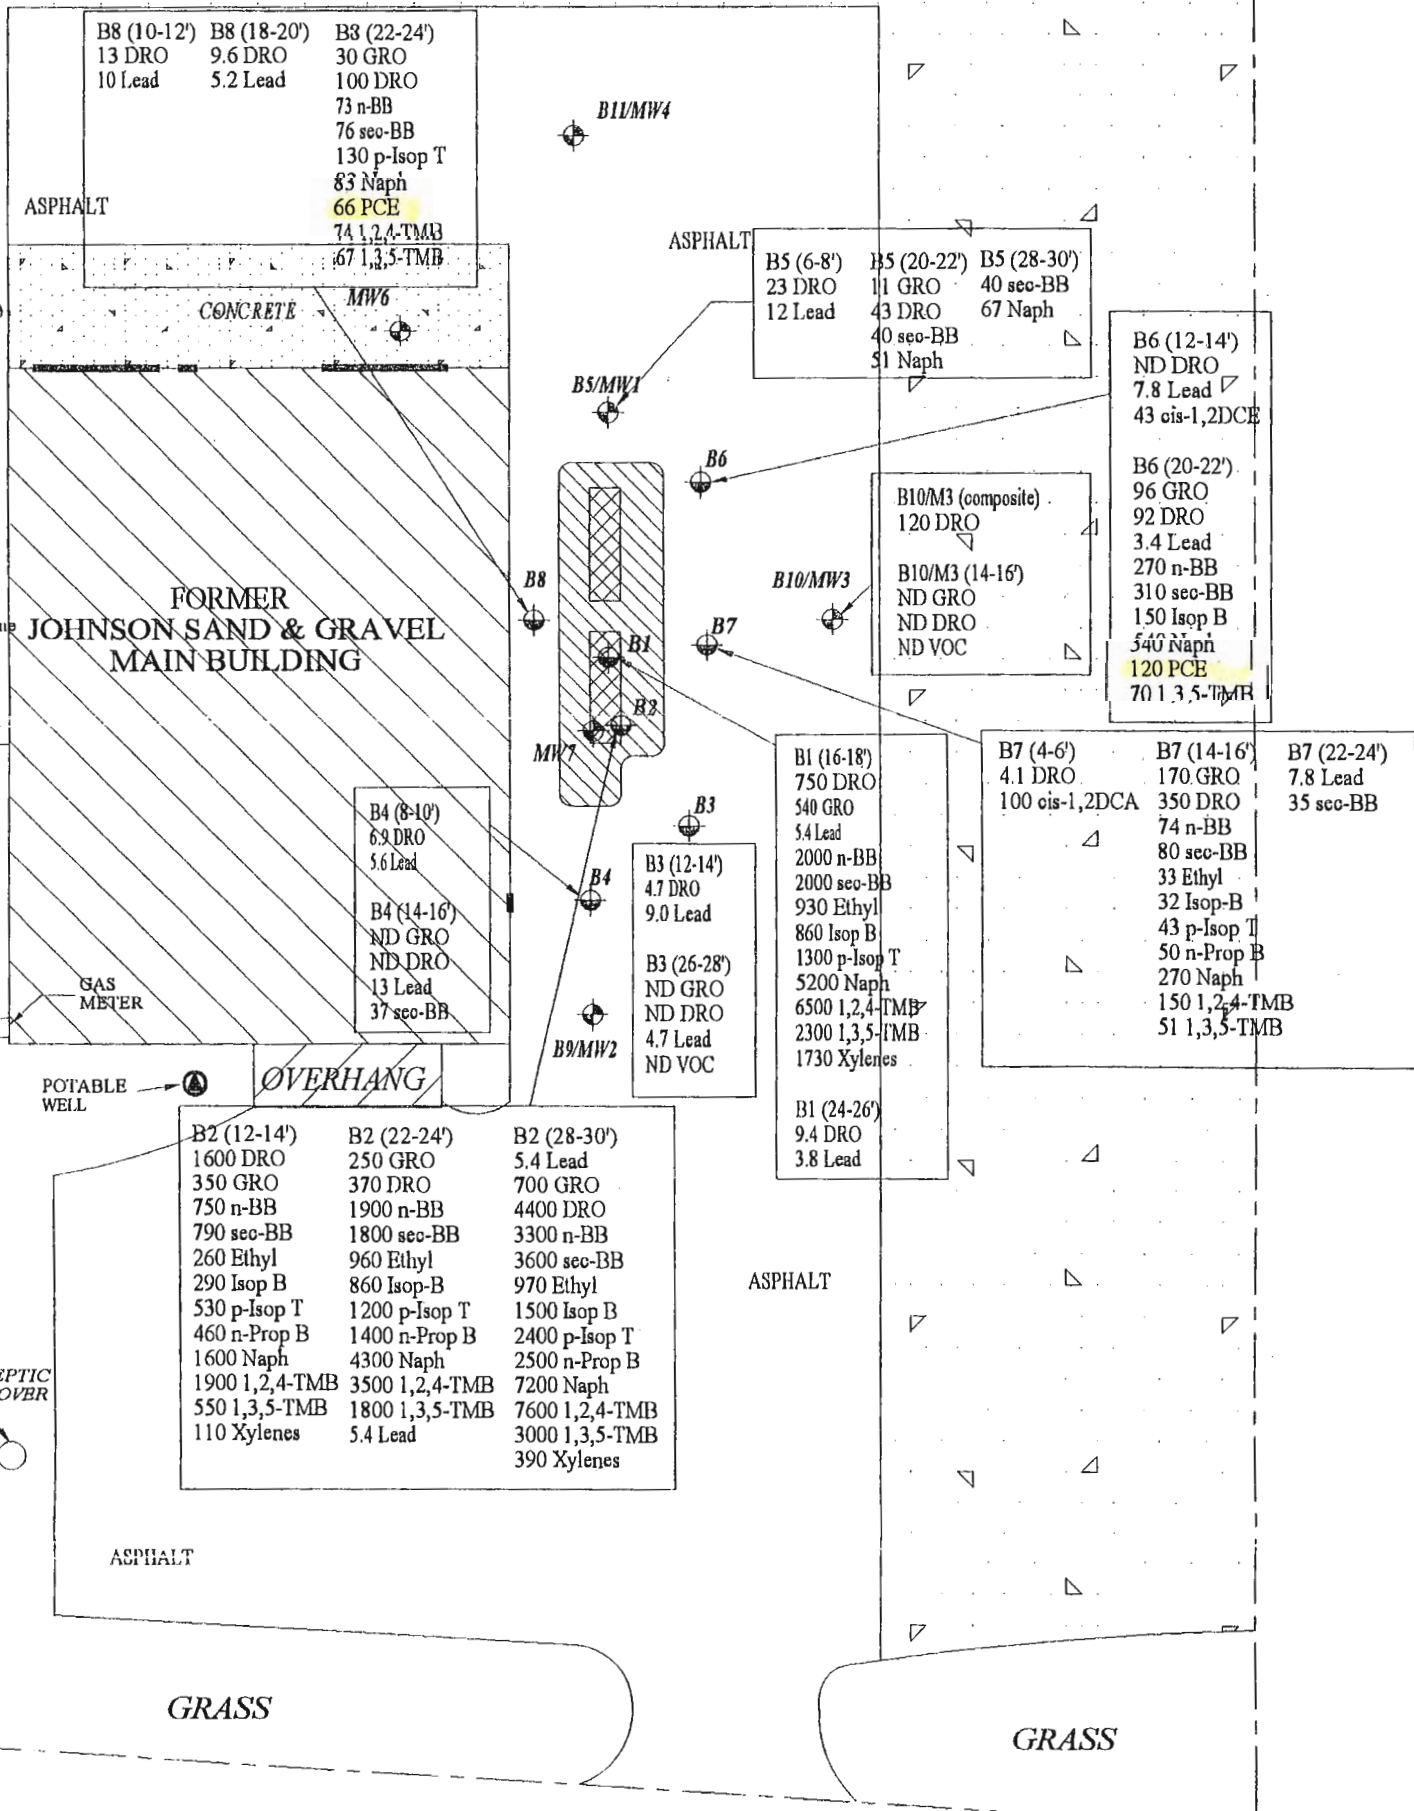 B8 (10-12')
13 DRO
10 Lead
B8 (18-20')
9.6 DRO
5.2 Lead
B8 (22-24')
30 GRO
100 DRO
73 n-BB
76 sec-BB
130 p-Isop T
83 Naph
66 PCE
74 1,2,4-TMB
67 1,3,5-TMB
B11/MW4
ASPHALT
ASPHALT
B5 (6-8')
23 DRO
12 Lead
B5 (20-22')
11 GRO
43 DRO
40 sec-BB
51 Naph
B5 (28-30')
40 sec-BB
67 Naph
CONCRETE
MW6
B5/MW1
B6 (12-14')
ND DRO
7.8 Lead
43 cis-1,2DCE
B6 (20-22')
96 GRO
92 DRO
3.4 Lead
270 n-BB
310 sec-BB
150 Isop B
540 Naph
120 PCE
70 1,3,5-TMB
B6
B10/M3 (composite)
120 DRO
B10/M3 (14-16')
ND GRO
ND DRO
ND VOC
B8
B10/MW3
FORMER
JOHNSON SAND & GRAVEL
MAIN BUILDING
B1
B7
B2
MW7
B1 (16-18')
750 DRO
540 GRO
5.4 Lead
2000 n-BB
2000 sec-BB
930 Ethyl
860 Isop B
1300 p-Isop T
5200 Naph
6500 1,2,4-TMB
2300 1,3,5-TMB
1730 Xylenes
B1 (24-26')
9.4 DRO
3.8 Lead
B7 (4-6')
4.1 DRO
100 cis-1,2DCA
B7 (14-16')
170 GRO
350 DRO
74 n-BB
80 sec-BB
33 Ethyl
32 Isop-B
43 p-Isop T
50 n-Prop B
270 Naph
150 1,2,4-TMB
51 1,3,5-TMB
B7 (22-24')
7.8 Lead
35 sec-BB
B4 (8-10')
6.9 DRO
5.6 Lead
B4 (14-16')
ND GRO
ND DRO
13 Lead
37 sec-BB
B3
B4
B3 (12-14')
4.7 DRO
9.0 Lead
B3 (26-28')
ND GRO
ND DRO
4.7 Lead
ND VOC
GAS
METER
B9/MW2
POTABLE
WELL
OVERHANG
B2 (12-14')
1600 DRO
350 GRO
750 n-BB
790 sec-BB
260 Ethyl
290 Isop B
530 p-Isop T
460 n-Prop B
1600 Naph
1900 1,2,4-TMB
550 1,3,5-TMB
110 Xylenes
B2 (22-24')
250 GRO
370 DRO
1900 n-BB
1800 sec-BB
960 Ethyl
860 Isop-B
1200 p-Isop T
1400 n-Prop B
4300 Naph
3500 1,2,4-TMB
1800 1,3,5-TMB
5.4 Lead
B2 (28-30')
5.4 Lead
700 GRO
4400 DRO
3300 n-BB
3600 sec-BB
970 Ethyl
1500 Isop B
2400 p-Isop T
2500 n-Prop B
7200 Naph
7600 1,2,4-TMB
3000 1,3,5-TMB
390 Xylenes
ASPHALT
EPTIC
OVER
ASPHALT
GRASS
GRASS